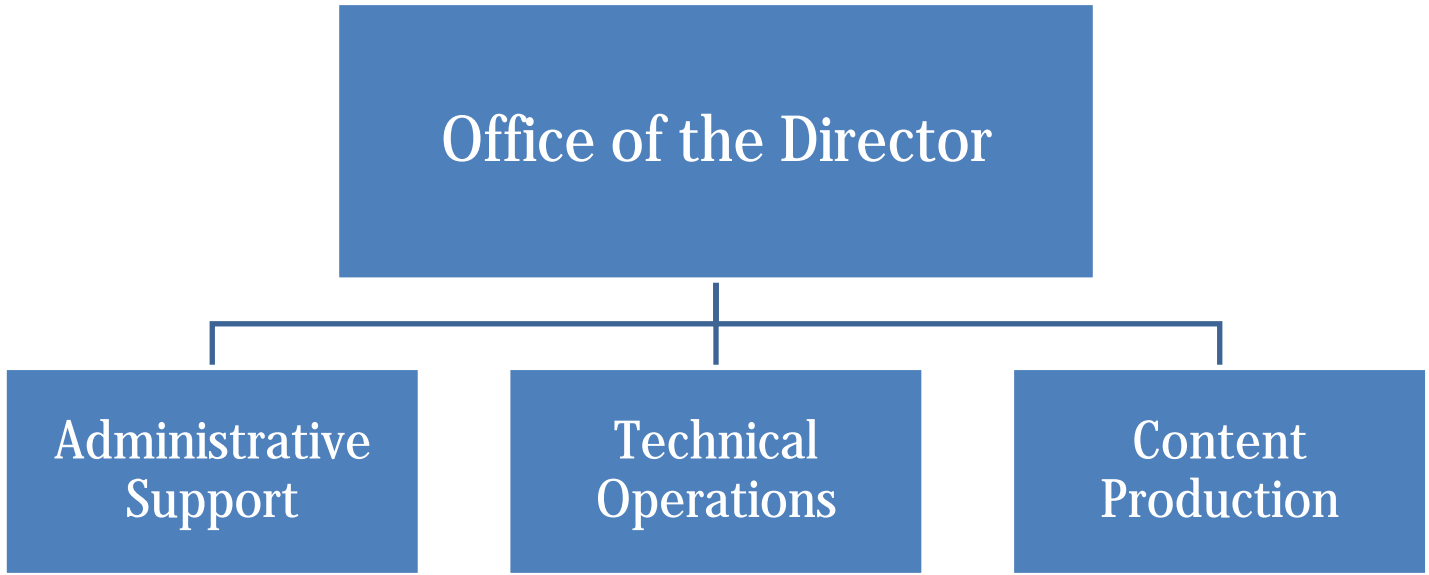 Office of the Director
Administrative
Support
Technical
Operations
Content
Production